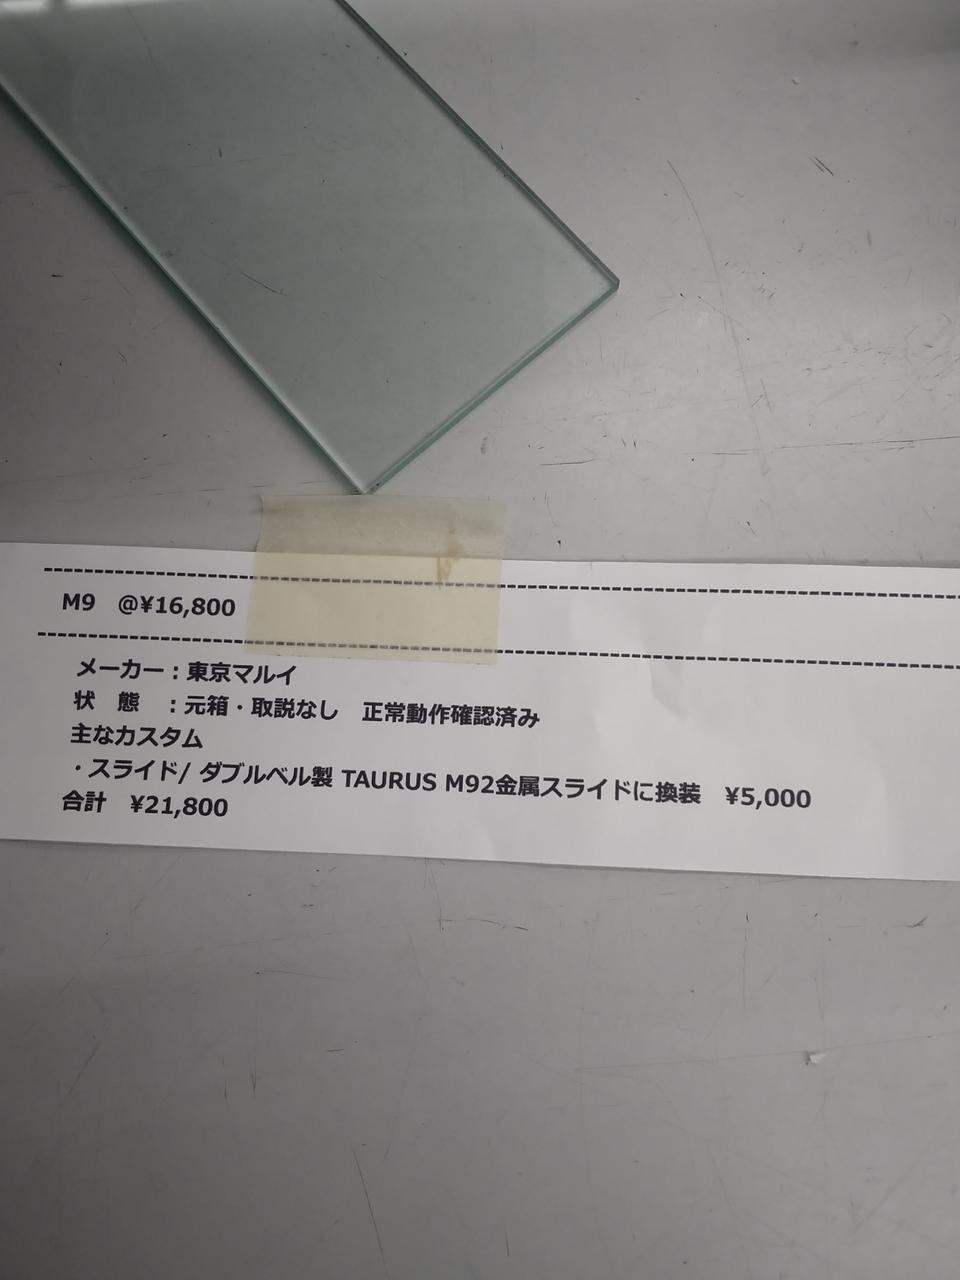 M9 @¥16,800
メーカー：東京マルイ
状 態 ：元箱・取説なし 正常動作確認済み
主なカスタム
・スライド/ ダブルベル製 TAURUS M92金属スライドに換装 ¥5,000
合計 ¥21,800